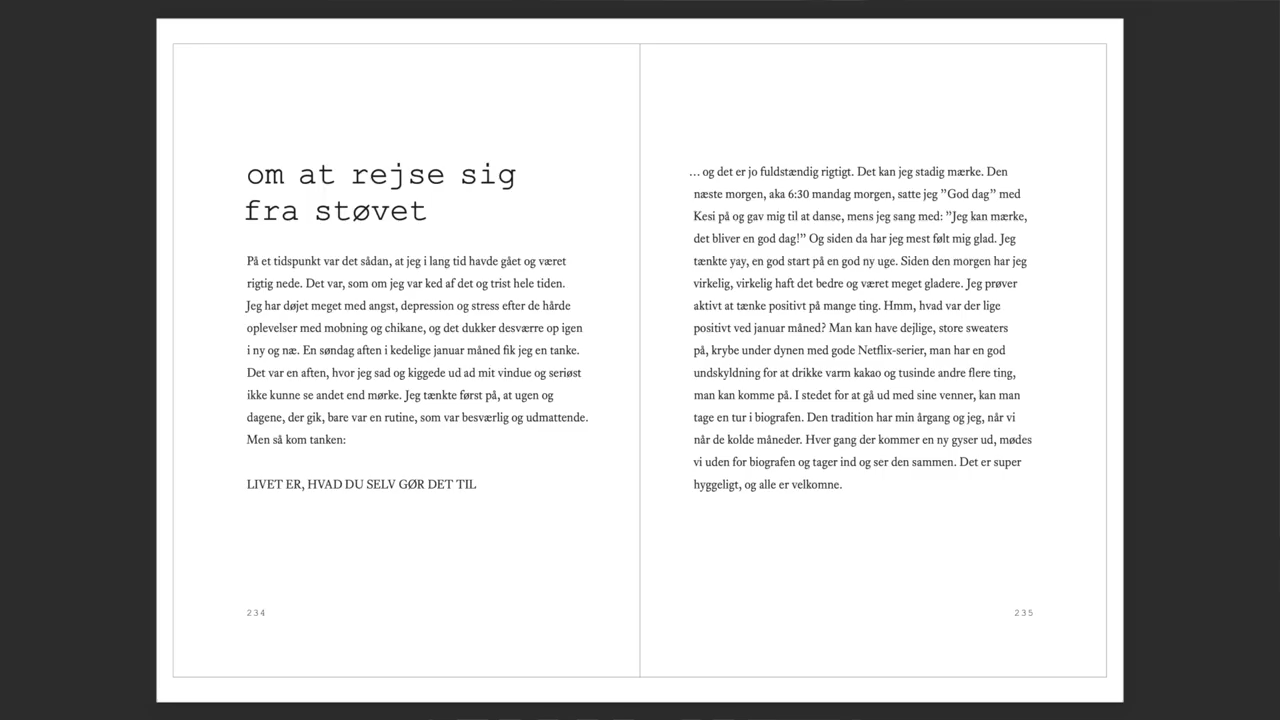 om at rejse sig
fra støvet
På et tidspunkt var det sådan, at jeg i lang tid havde gået og været
rigtig nede. Det var, som om jeg var ked af det og trist hele tiden.
Jeg har døjet meget med angst, depression og stress efter de hårde
oplevelser med mobning og chikane, og det dukker desværre op igen
i ny og næ. En søndag aften i kedelige januar måned fik jeg en tanke.
Det var en aften, hvor jeg sad og kiggede ud ad mit vindue og seriøst
ikke kunne se andet end mørke. Jeg tænkte først på, at ugen og
dagene, der gik, bare var en rutine, som var besværlig og udmattende.
Men så kom tanken:
LIVET ER, HVAD DU SELV GØR DET TIL
234
... og det er jo fuldstændig rigtigt. Det kan jeg stadig mærke. Den
næste morgen, aka 6:30 mandag morgen, satte jeg ”God dag” med
Kesi på og gav mig til at danse, mens jeg sang med: ”Jeg kan mærke,
det bliver en god dag!” Og siden da har jeg mest følt mig glad. Jeg
tænkte yay, en god start på en god ny uge. Siden den morgen har jeg
virkelig, virkelig haft det bedre og været meget gladere. Jeg prøver
aktivt at tænke positivt på mange ting. Hmm, hvad var der lige
positivt ved januar måned? Man kan have dejlige, store sweaters
på, krybe under dynen med gode Netflix-serier, man har en god
undskyldning for at drikke varm kakao og tusinde andre flere ting,
man kan komme på. I stedet for at gå ud med sine venner, kan man
tage en tur i biografen. Den tradition har min årgang og jeg, når vi
når de kolde måneder. Hver gang der kommer en ny gyser ud, mødes
vi uden for biografen og tager ind og ser den sammen. Det er super
hyggeligt, og alle er velkomne.
235